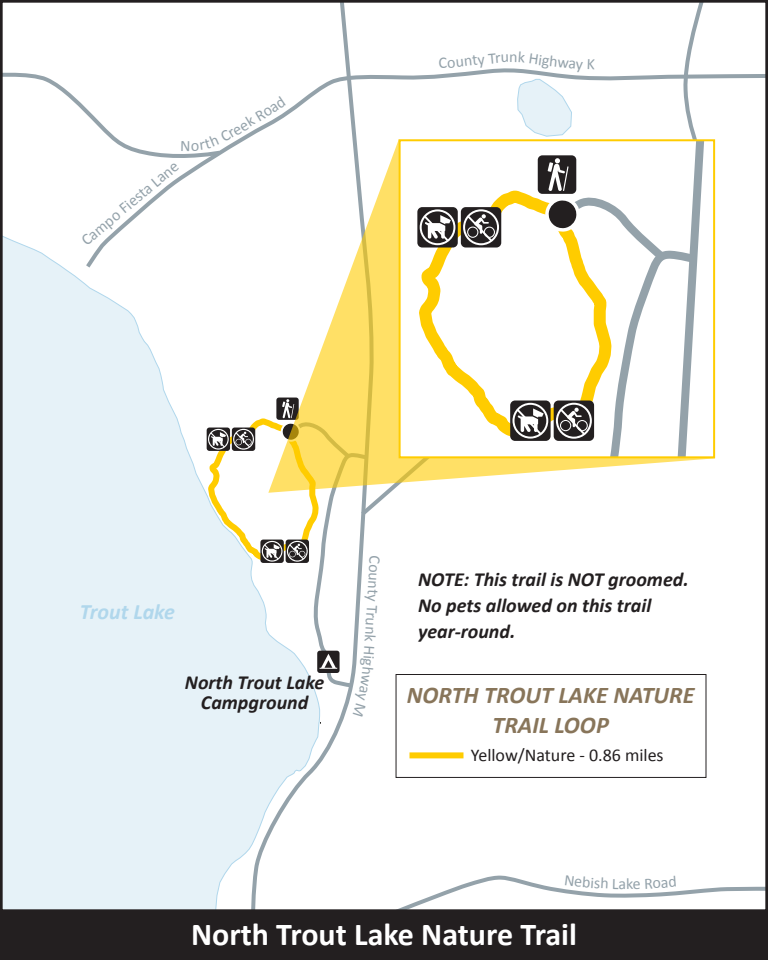 County Trunk Highway K
North Creek Road
Campo Fiesta Lane
Trout Lake
County Trunk Highway M
NOTE: This trail is NOT groomed.
No pets allowed on this trail
year-round.
North Trout Lake
Campground
NORTH TROUT LAKE NATURE
TRAIL LOOP
Yellow/Nature - 0.86 miles
Nebish Lake Road
North Trout Lake Nature Trail